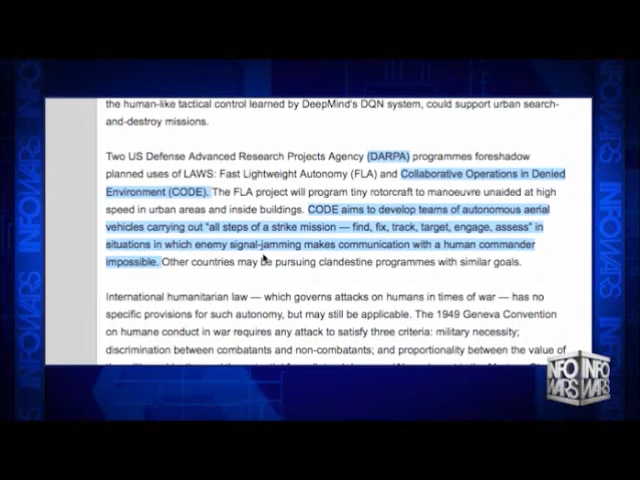 the human-like tactical control learned by DeepMind's DQN system, could support urban search-
and-destroy missions.
Two US Defense Advanced Research Projects Agency (DARPA) programmes foreshadow
planned uses of LAWS: Fast Lightweight Autonomy (FLA) and Collaborative Operations in Denied
Environment (CODE). The FLA project will program tiny rotorcraft to manoeuvre unaided at high
speed in urban areas and inside buildings. CODE aims to develop teams of autonomous aerial
vehicles carrying out "all steps of a strike mission — find, fix, track, target, engage, assess" in
situations in which enemy signal-jamming makes communication with a human commander
impossible. Other countries may be pursuing clandestine programmes with similar goals.
International humanitarian law — which governs attacks on humans in times of war — has no
specific provisions for such autonomy, but may still be applicable. The 1949 Geneva Convention
on humane conduct in war requires any attack to satisfy three criteria: military necessity;
discrimination between combatants and non-combatants; and proportionality between the value of
INFO INFO
WARS WARS
INFOWARS
INFOWARS